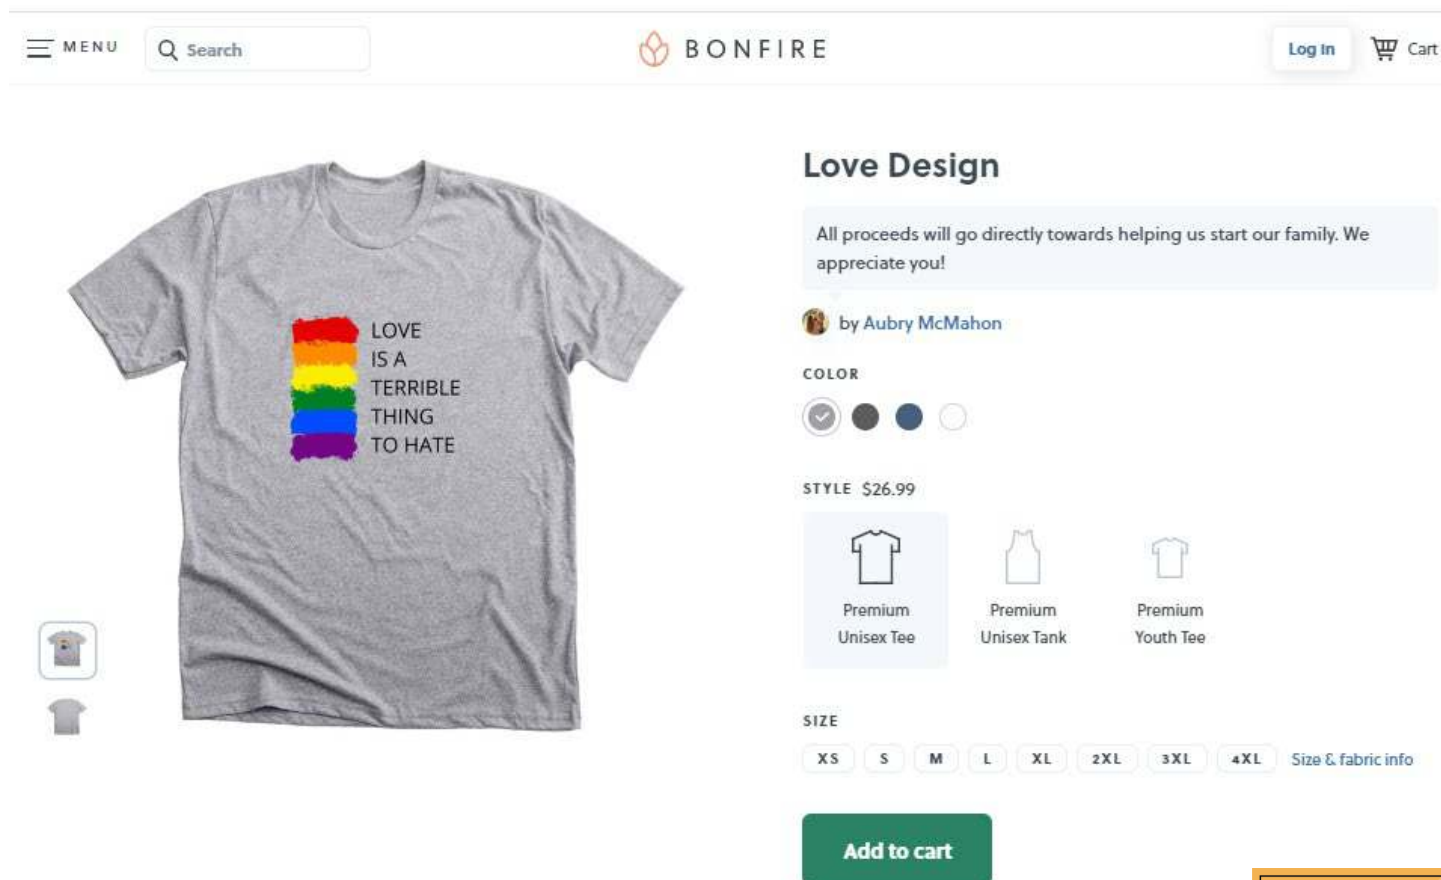 MENU
Search
BONFIRE
Log in
Cart
LOVE
IS A
TERRIBLE
THING
TO HATE
Love Design
All proceeds will go directly towards helping us start our family. We
appreciate you!
by Aubry McMahon
COLOR
STYLE $26.99
Premium
Unisex Tee
Premium
Unisex Tank
Premium
Youth Tee
SIZE
XS S M L XL 2XL 3XL 4XL Size & fabric info
Add to cart